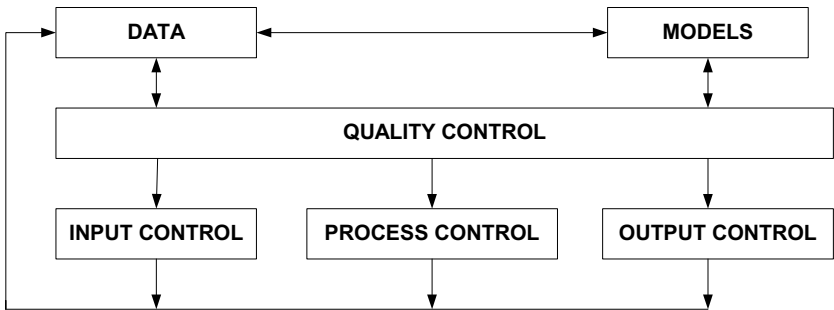 DATA
MODELS
QUALITY CONTROL
INPUT CONTROL
PROCESS CONTROL
OUTPUT CONTROL